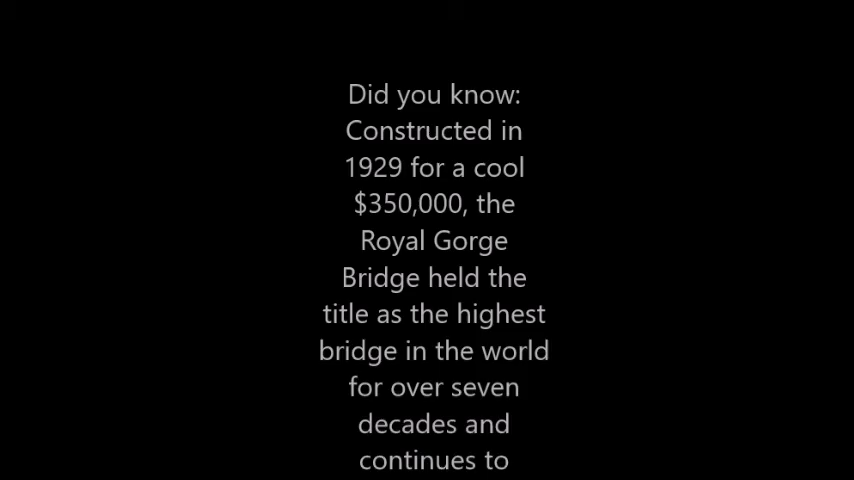 Did you know:
Constructed in
1929 for a cool
$350,000, the
Royal Gorge
Bridge held the
title as the highest
bridge in the world
for over seven
decades and
continues to